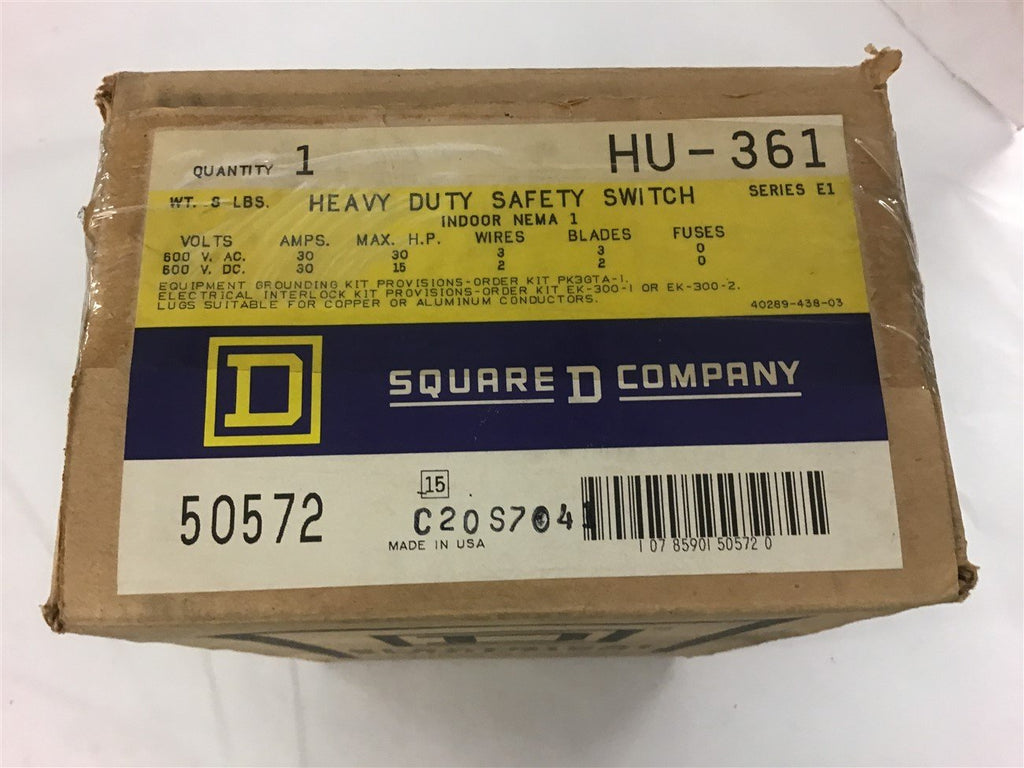 QUANTITY 1 HU-361
WT. 8 LBS. HEAVY DUTY SAFETY SWITCH SERIES E1
INDOOR NEMA 1
VOLTS AMPS. MAX. H.P. WIRES BLADES FUSES
600 V. AC. 30 30 3 3 0
600 V. DC. 30 15 2 2 0
EQUIPMENT GROUNDING KIT PROVISIONS-ORDER KIT PK3GTA-1.
ELECTRICAL INTERLOCK KIT PROVISIONS-ORDER KIT EK-300-1 OR EK-300-2.
LUGS SUITABLE FOR COPPER OR ALUMINUM CONDUCTORS. 40289-438-03
D SQUARE D COMPANY
15
50572 C20S7041
MADE IN USA
1 07 85901 50572 0